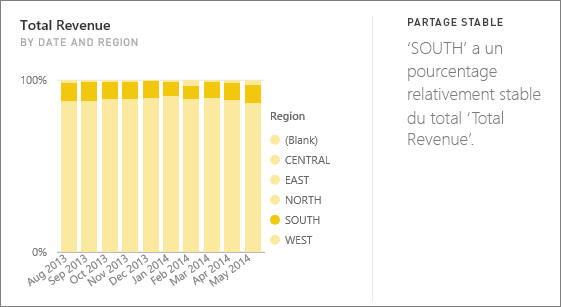 Total Revenue
BY DATE AND REGION
100%
0%
Aug 2013
Sep 2013
Oct 2013
Nov 2013
Dec 2013
Jan 2014
Feb 2014
Mar 2014
Apr 2014
May 2014
Region
(Blank)
CENTRAL
EAST
NORTH
SOUTH
WEST
PARTAGE STABLE
‘SOUTH’ a un
pourcentage
relativement stable
du total ‘Total
Revenue’.